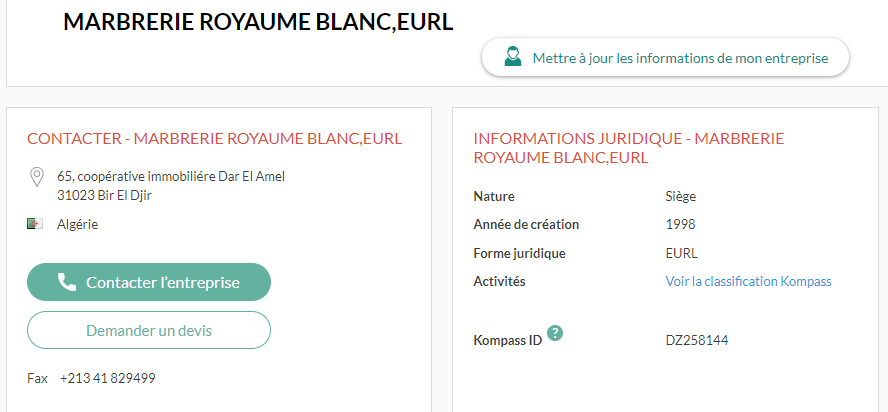 MARBRERIE ROYAUME BLANC,EURL
Mettre à jour les informations de mon entreprise
CONTACTER - MARBRERIE ROYAUME BLANC,EURL
65, coopérative immobiliére Dar El Amel
31023 Bir El Djir
Algérie
Contacter l'entreprise
Demander un devis
Fax +213 41 829499
INFORMATIONS JURIDIQUE - MARBRERIE
ROYAUME BLANC,EURL
Nature Siège
Année de création 1998
Forme juridique EURL
Activités Voir la classification Kompass
Kompass ID ? DZ258144